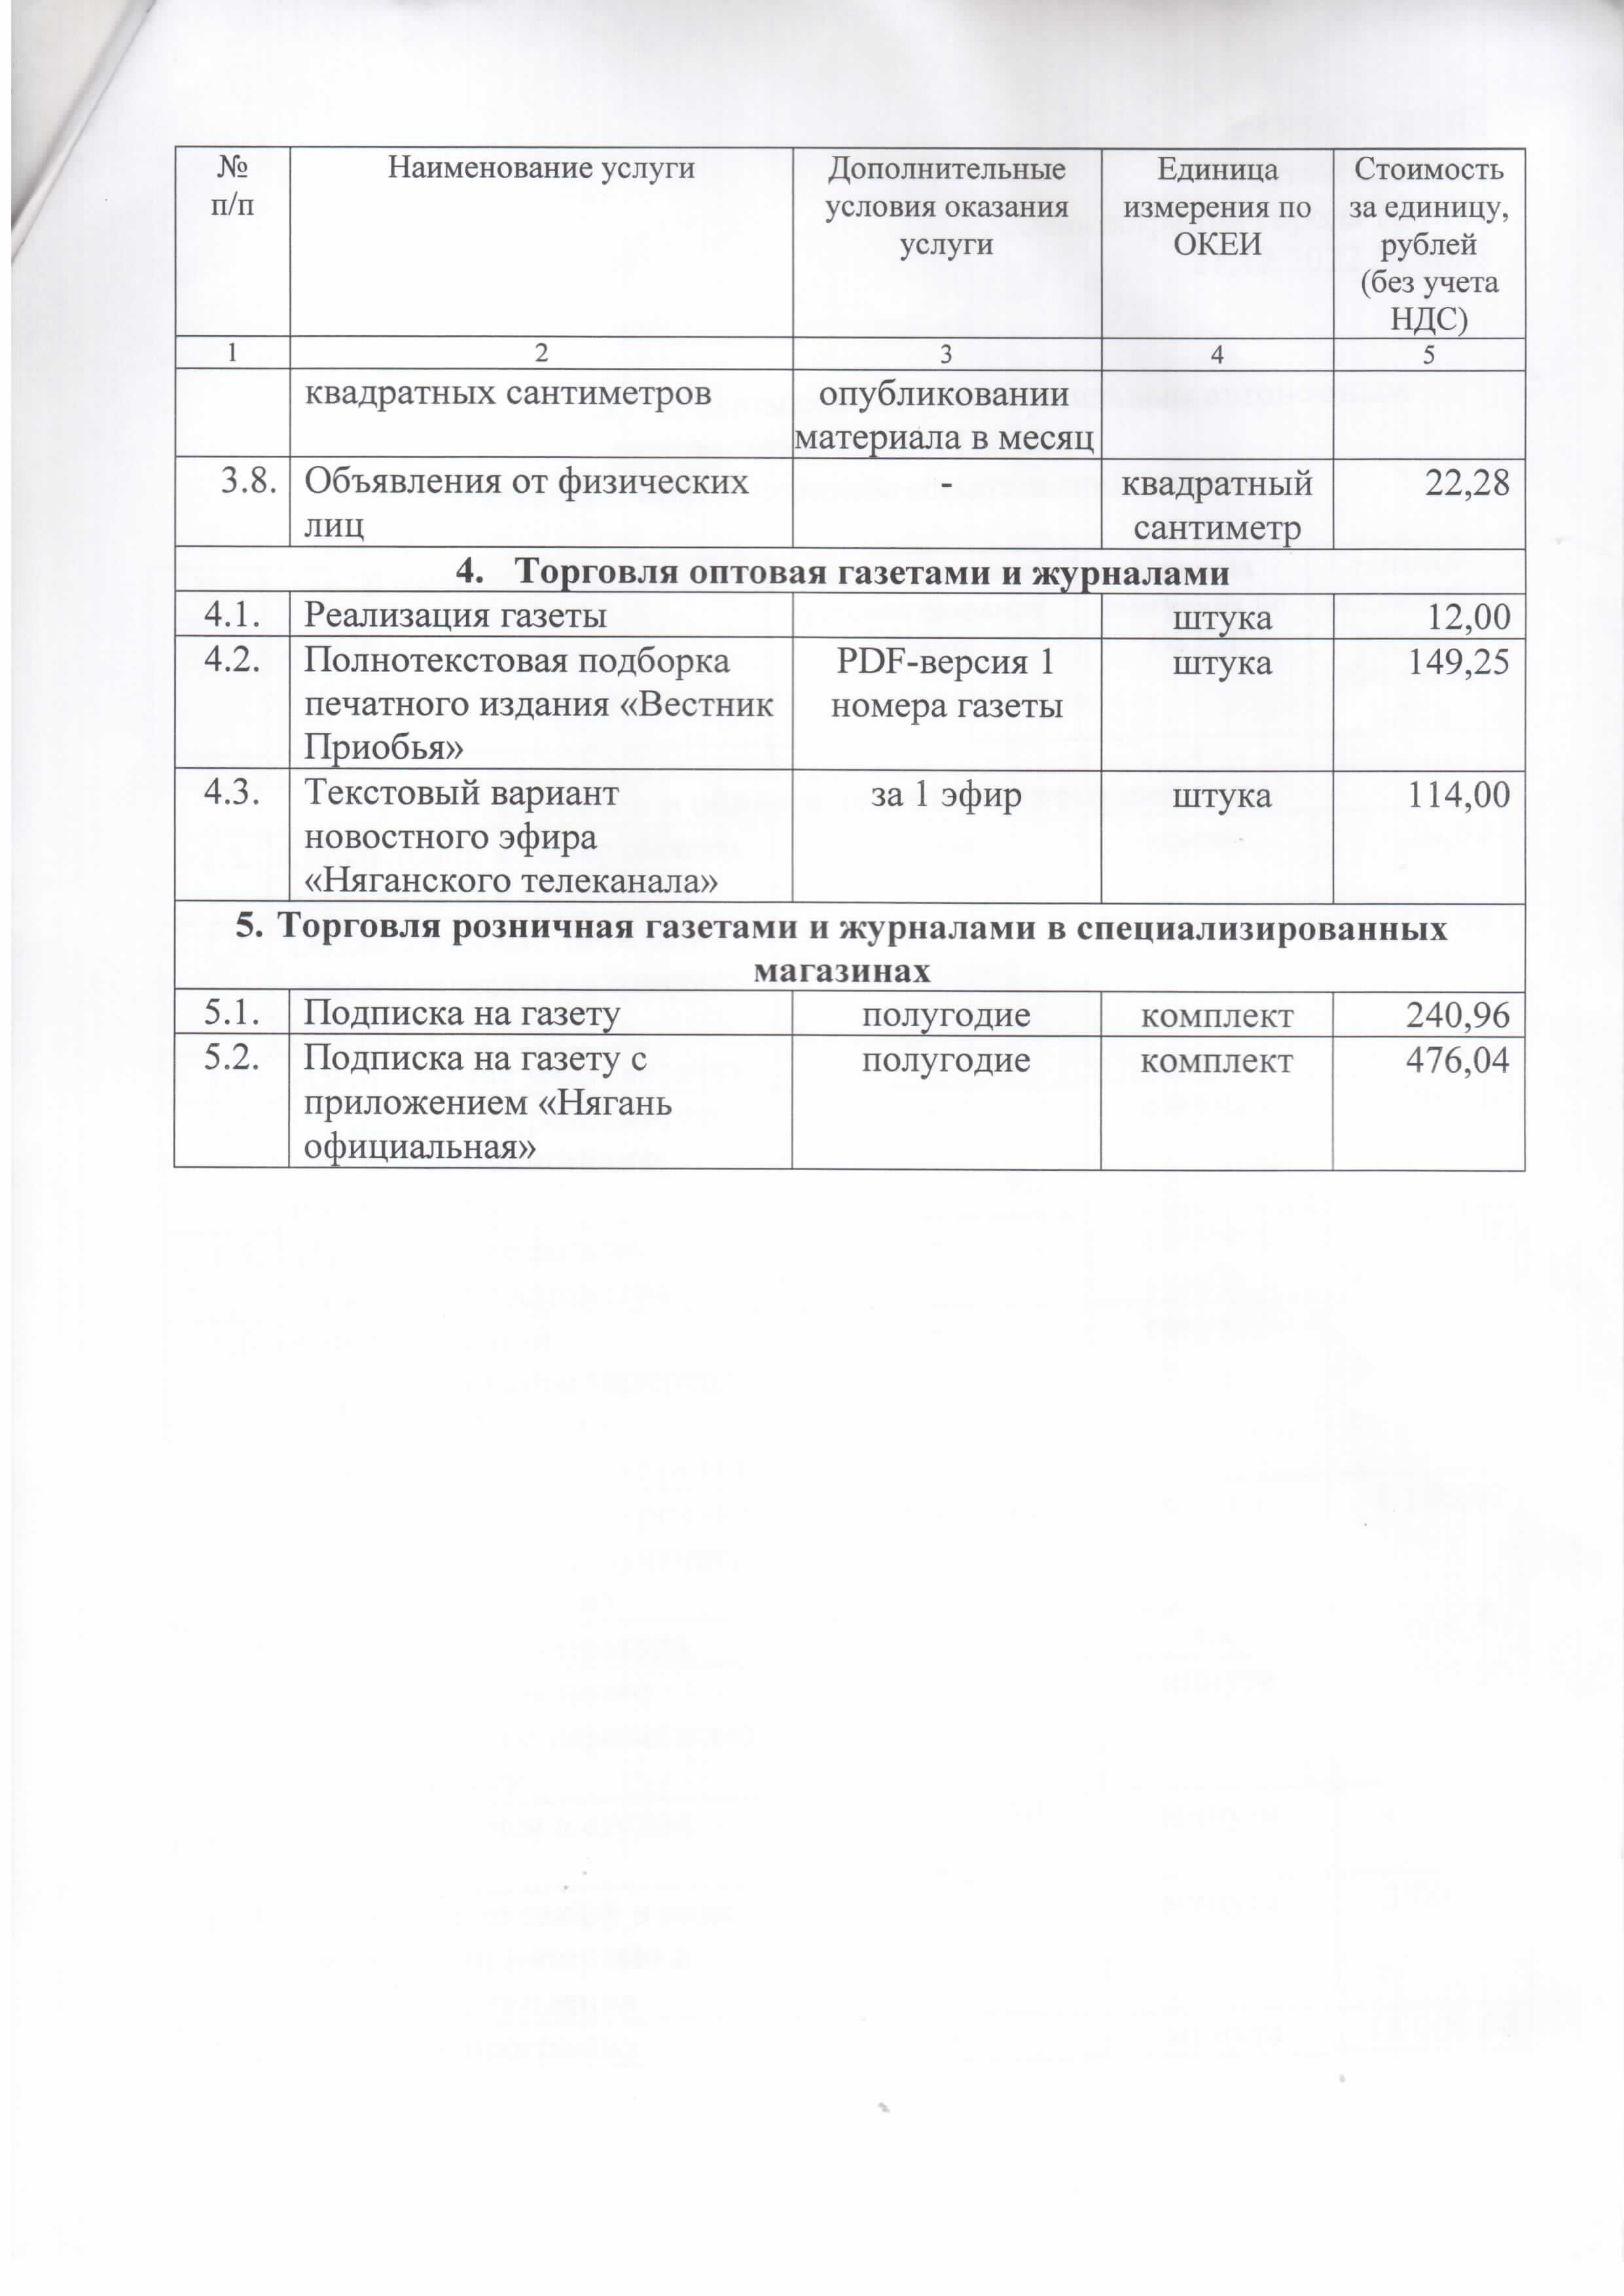 № Наименование услуги Дополнительные Единица Стоимость
п/п условия оказания измерения по за единицу,
услуги ОКЕИ рублей
(без учета
НДС)
1 2 3 4 5
квадратных сантиметров опубликовании
материала в месяц
3.8. Объявления от физических - квадратный 22,28
лиц сантиметр
4. Торговля оптовая газетами и журналами
4.1. Реализация газеты штука 12,00
4.2. Полнотекстовая подборка PDF-версия 1 штука 149,25
печатного издания «Вестник номера газеты
Приобья»
4.3. Текстовый вариант за 1 эфир штука 114,00
новостного эфира
«Няганского телеканала»
5. Торговля розничная газетами и журналами в специализированных
магазинах
5.1. Подписка на газету полугодие комплект 240,96
5.2. Подписка на газету с полугодие комплект 476,04
приложением «Нягань
официальная»